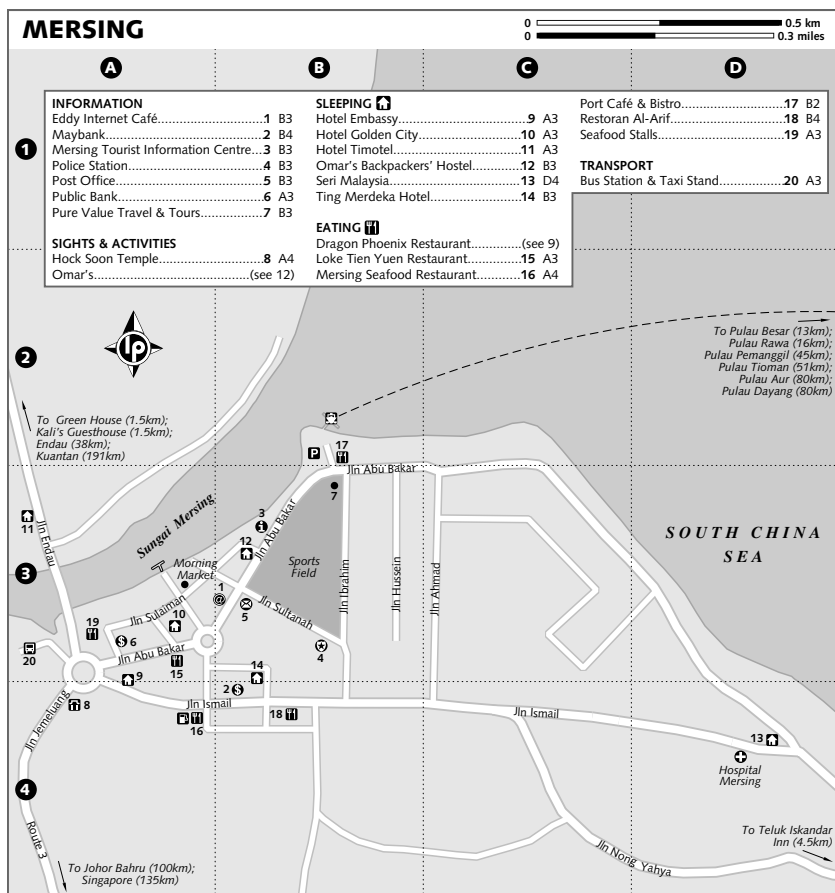 MERSING
0 0.5 km
0 0.3 miles
A B C D
1
INFORMATION
Eddy Internet Café 1 B3
Maybank 2 B4
Mersing Tourist Information Centre 3 B3
Police Station 4 B3
Post Office 5 B3
Public Bank 6 A3
Pure Value Travel & Tours 7 B3
SIGHTS & ACTIVITIES
Hock Soon Temple 8 A4
Omar's (see 12)
SLEEPING
Hotel Embassy 9 A3
Hotel Golden City 10 A3
Hotel Timotel 11 A3
Omar's Backpackers' Hostel 12 B3
Seri Malaysia 13 D4
Ting Merdeka Hotel 14 B3
EATING
Dragon Phoenix Restaurant (see 9)
Loke Tien Yuen Restaurant 15 A3
Mersing Seafood Restaurant 16 A4
Port Café & Bistro 17 B2
Restoran Al-Arif 18 B4
Seafood Stalls 19 A3
TRANSPORT
Bus Station & Taxi Stand 20 A3
2
lp
To Pulau Besar (13km);
Pulau Rawa (16km);
Pulau Pemanggil (45km);
Pulau Tioman (51km);
Pulau Aur (80km);
Pulau Dayang (80km)
To Green House (1.5km);
Kali's Guesthouse (1.5km);
Endau (38km);
Kuantan (191km)
P
17
Jln Abu Bakar
7
11
Jln Endau
Sungai Mersing
3
12
Jln Abu Bakar
Sports
Field
Jln Ibrahim
Jln Hussein
Jln Ahmad
SOUTH CHINA
SEA
3
Morning
Market
1
@
5
Jln Sulaiman
10
Jln Sultanah
4
19
6
20
Jln Abu Bakar
15
9
14
2
8
Jln Ismail
16
18
Jln Ismail
Jln Jemeluang
13
Hospital
Mersing
4
Route 3
To Johor Bahru (100km);
Singapore (135km)
Jln Nong Yahya
To Teluk Iskandar
Inn (4.5km)